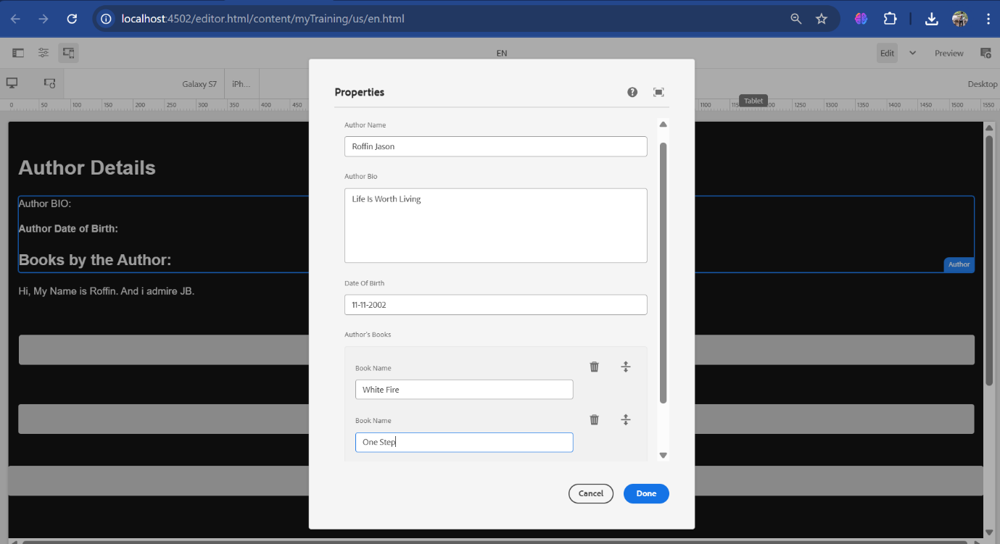 localhost:4502/editor.html/content/myTraining/us/en.html
EN
Edit
Preview
Galaxy S7
iPh...
Desktop
0 50 100 150 200 250 300 350 400 450 1100 1200 1250 1300 1350 1400 1450 1500 1550
Tablet
Properties
Author Name
Roffin Jason
Author Bio
Life Is Worth Living
Date Of Birth
11-11-2002
Author's Books
Book Name
White Fire
Book Name
One Step
Cancel
Done
Author Details
Author BIO:
Author Date of Birth:
Books by the Author:
Author
Hi, My Name is Roffin. And i admire JB.